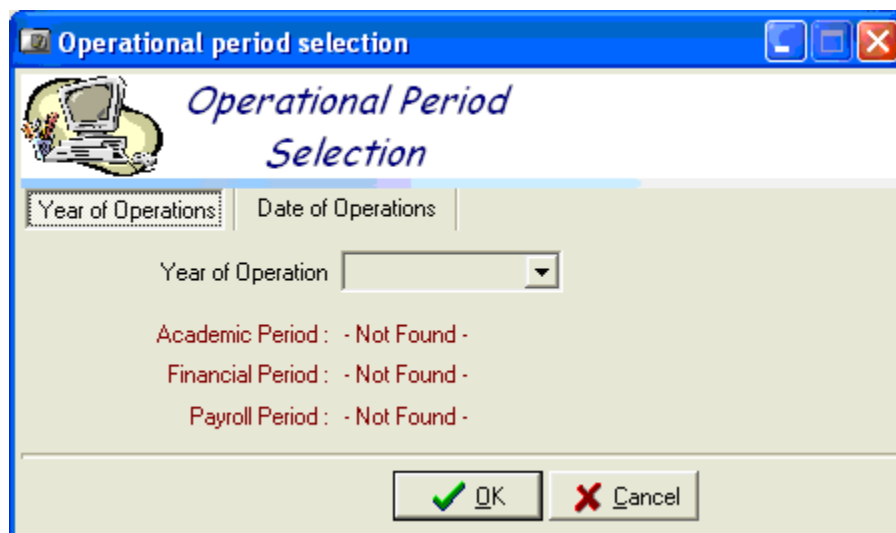 Operational period selection
Operational Period
Selection
Year of Operations
Date of Operations
Year of Operation
Academic Period : - Not Found -
Financial Period : - Not Found -
Payroll Period : - Not Found -
OK
Cancel